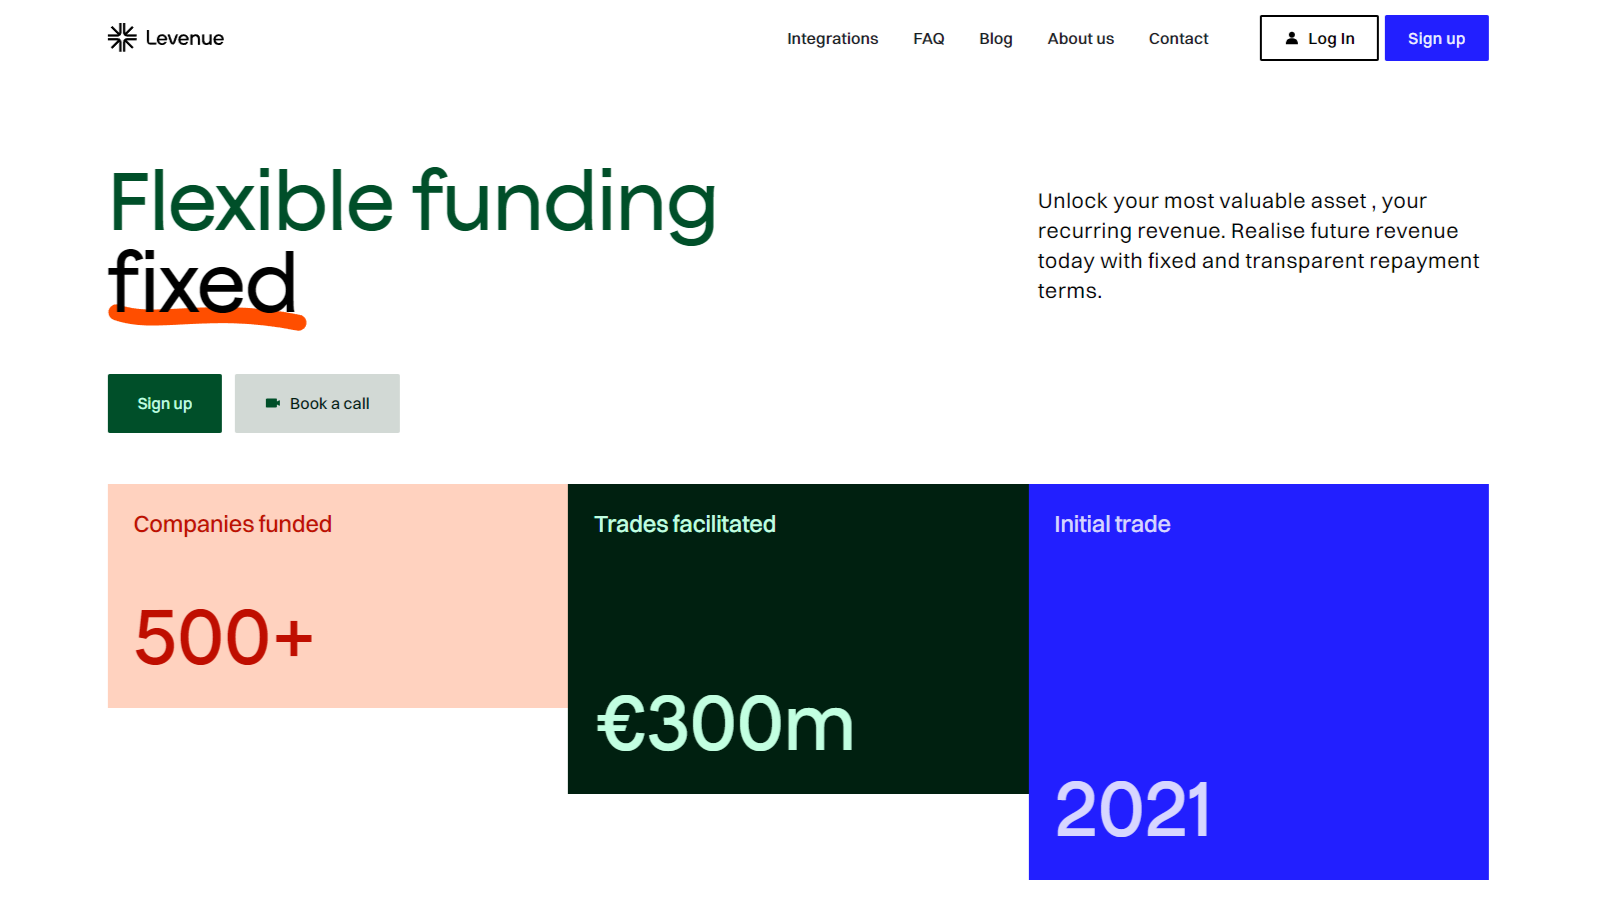 Levenue
Integrations
FAQ
Blog
About us
Contact
Log In
Sign up
Flexible funding
fixed
Unlock your most valuable asset , your
recurring revenue. Realise future revenue
today with fixed and transparent repayment
terms.
Sign up
Book a call
Companies funded
500+
Trades facilitated
€300m
Initial trade
2021